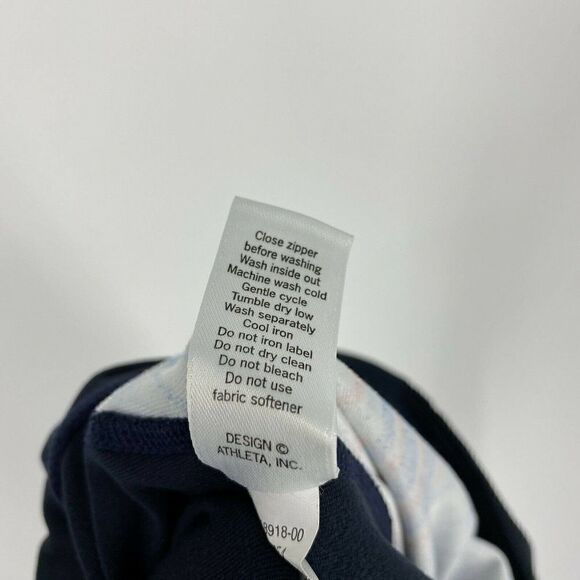 Close zipper
before washing
Wash inside out
Machine wash cold
Gentle cycle
Tumble dry low
Wash separately
Cool iron
Do not iron label
Do not dry clean
Do not bleach
Do not use
fabric softener
DESIGN ©
ATHLETA, INC.
8918-00